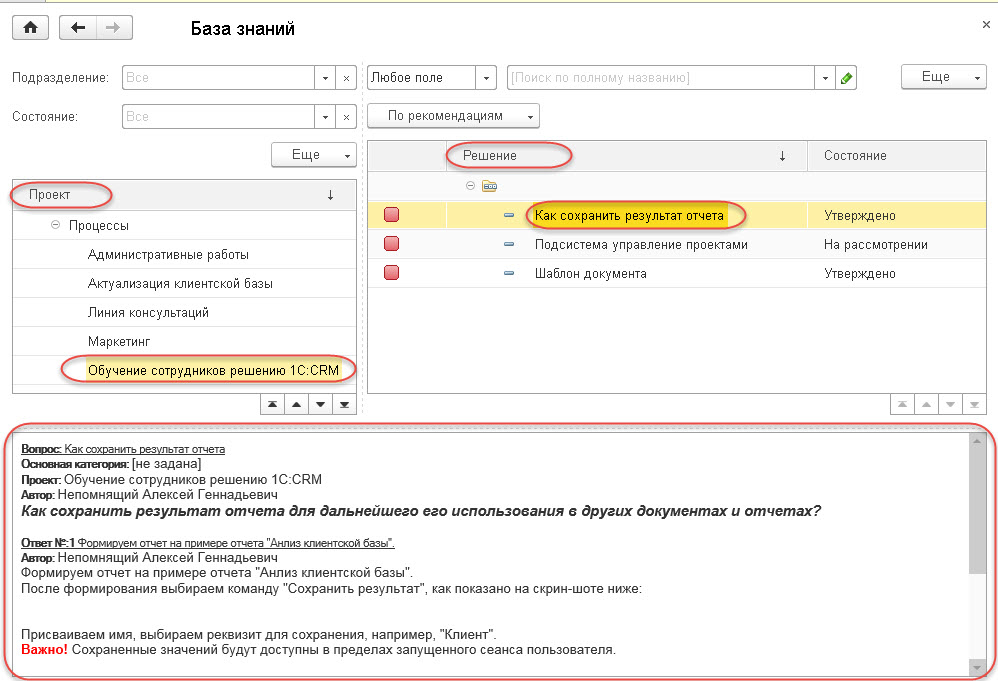 База знаний
Подразделение: Все
Любое поле
[Поиск по полному названию]
Еще
Состояние: Все
По рекомендациям
Еще
Проект
Процессы
Административные работы
Актуализация клиентской базы
Линия консультаций
Маркетинг
Обучение сотрудников решению 1С:CRM
Решение Состояние
Как сохранить результат отчета Утверждено
Подсистема управление проектами На рассмотрении
Шаблон документа Утверждено
Вопрос: Как сохранить результат отчета
Основная категория: [не задана]
Проект: Обучение сотрудников решению 1С:CRM
Автор: Непомнящий Алексей Геннадьевич
Как сохранить результат отчета для дальнейшего его использования в других документах и отчетах?
Ответ №:1 Формируем отчет на примере отчета "Анлиз клиентской базы".
Автор: Непомнящий Алексей Геннадьевич
Формируем отчет на примере отчета "Анлиз клиентской базы".
После формирования выбираем команду "Сохранить результат", как показано на скрин-шоте ниже:
Присваиваем имя, выбираем реквизит для сохранения, например, "Клиент".
Важно! Сохраненные значений будут доступны в пределах запущенного сеанса пользователя.